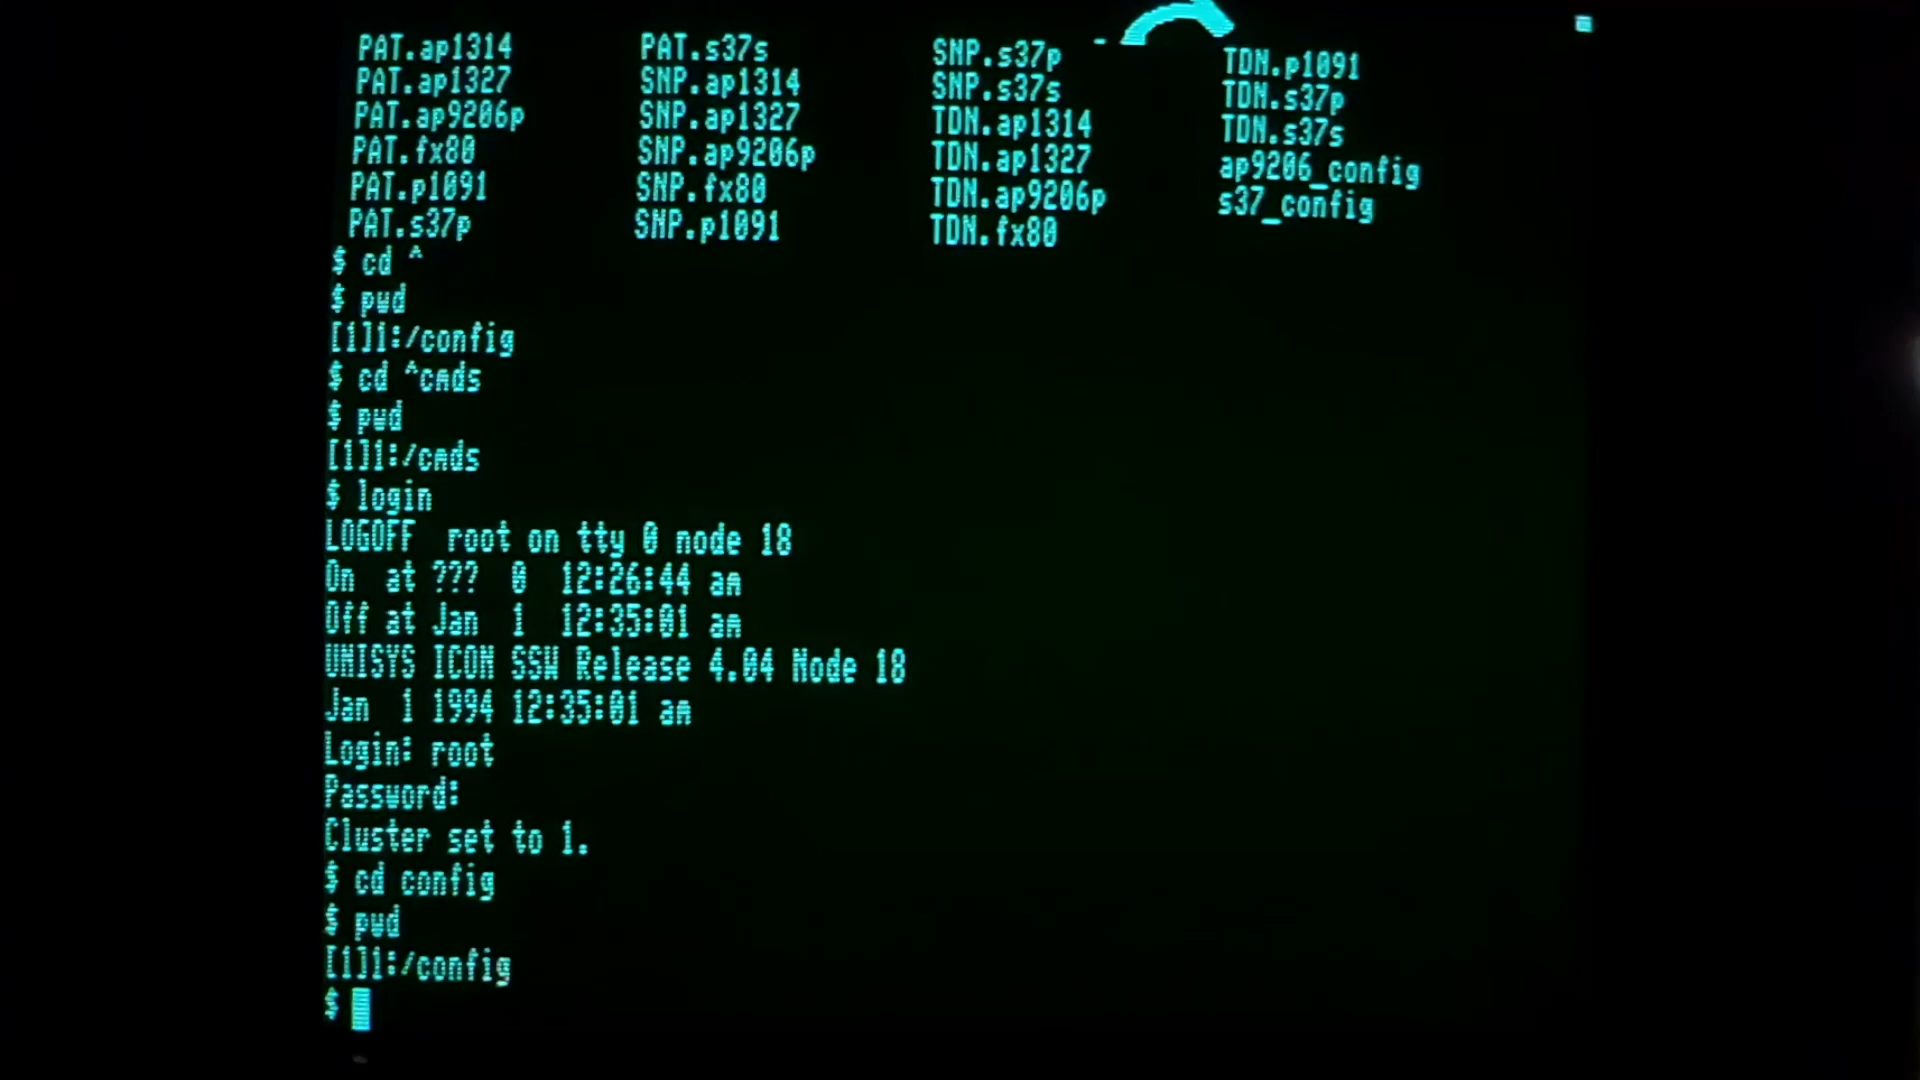 PAT.ap1314 PAT.s37s SNP.s37p TDN.p1091
PAT.ap1327 SNP.ap1314 SNP.s37s TDN.s37p
PAT.ap9206p SNP.ap1327 TDN.ap1314 TDN.s37s
PAT.fx80 SNP.ap9206p TDN.ap1327 ap9206_config
PAT.p1091 SNP.fx80 TDN.ap9206p s37_config
PAT.s37p SNP.p1091 TDN.fx80
$ cd ^
$ pwd
[1]1:/config
$ cd ^cmds
$ pwd
[1]1:/cmds
$ login
LOGOFF  root on tty 0 node 18
On  at ???  0  12:26:44 am
Off at Jan  1  12:35:01 am
UNISYS ICON SSW Release 4.04 Node 18
Jan  1 1994 12:35:01 am
Login: root
Password:
Cluster set to 1.
$ cd config
$ pwd
[1]1:/config
$